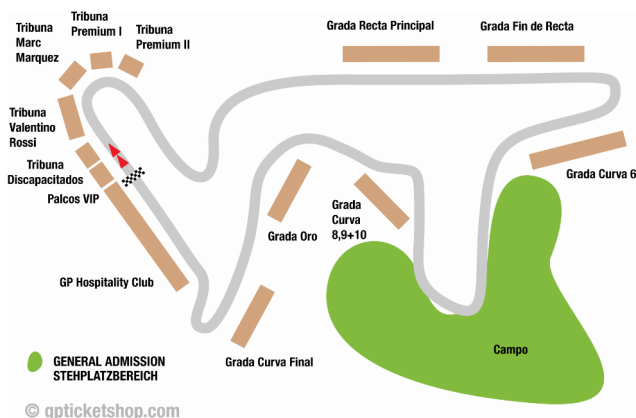 Tribuna
Marc
Marquez
Tribuna
Premium I
Tribuna
Premium II
Grada Recta Principal
Grada Fin de Recta
Tribuna
Valentino
Rossi
Tribuna
Discapacitados
Palcos VIP
Grada Curva 6
Grada Oro
Grada
Curva
8,9+10
GP Hospitality Club
Grada Curva Final
Campo
GENERAL ADMISSION
STEHPLATZBEREICH
© gpticketshop.com